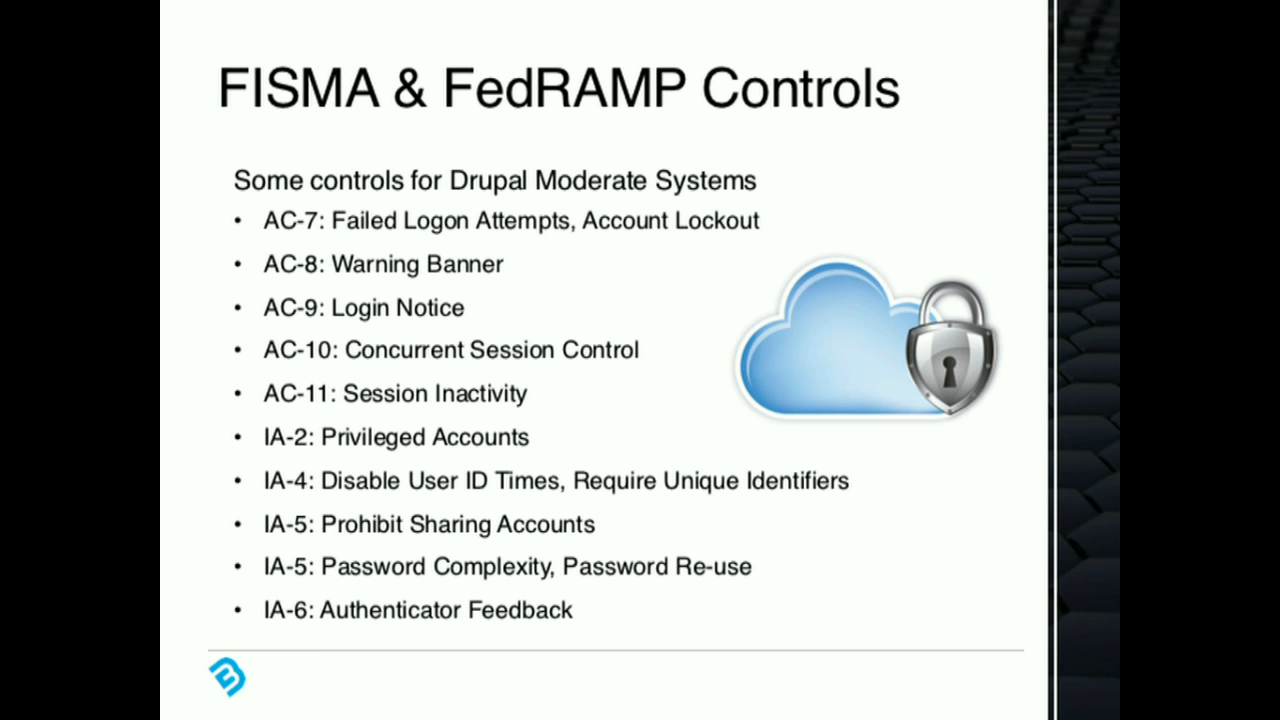 FISMA & FedRAMP Controls
Some controls for Drupal Moderate Systems
• AC-7: Failed Logon Attempts, Account Lockout
• AC-8: Warning Banner
• AC-9: Login Notice
• AC-10: Concurrent Session Control
• AC-11: Session Inactivity
• IA-2: Privileged Accounts
• IA-4: Disable User ID Times, Require Unique Identifiers
• IA-5: Prohibit Sharing Accounts
• IA-5: Password Complexity, Password Re-use
• IA-6: Authenticator Feedback